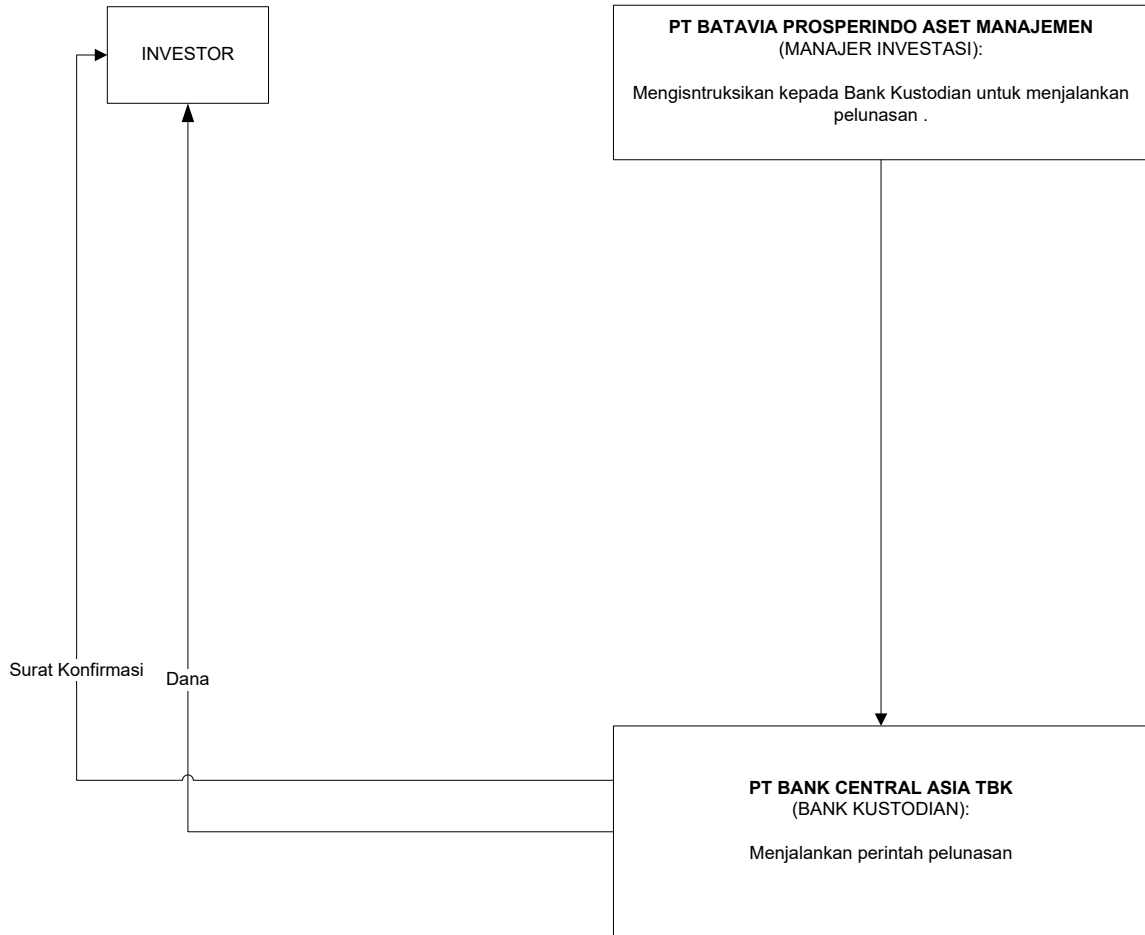 INVESTOR
PT BATAVIA PROSPERINDO ASET MANAJEMEN
(MANAJER INVESTASI):
Mengisntruksikan kepada Bank Kustodian untuk menjalankan
pelunasan .
Surat Konfirmasi
Dana
PT BANK CENTRAL ASIA TBK
(BANK KUSTODIAN):
Menjalankan perintah pelunasan